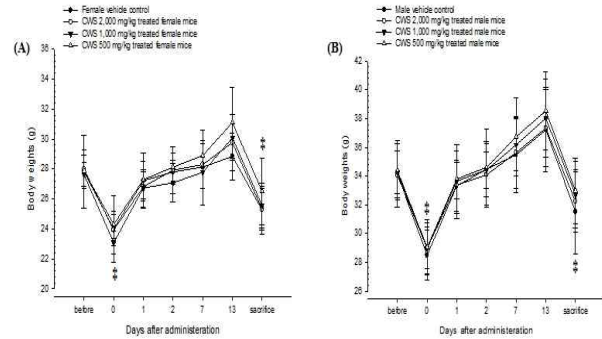 Female vehicle control
CWS 2,000 mg/kg treated female mice
CWS 1,000 mg/kg treated female mice
CWS 500 mg/kg treated female mice
(A)
36
34
32
30
28
26
24
22
20
Body weights (g)
before 0 1 2 7 13 sacrifice
Days after administeration
Male vehicle control
CWS 2,000 mg/kg treated male mice
CWS 1,000 mg/kg treated male mice
CWS 500 mg/kg treated male mice
(B)
42
40
38
36
34
32
30
28
26
Body weights (g)
before 0 1 2 7 13 sacrifice
Days after administeration